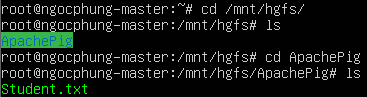 root@ngocphung-master:~# cd /mnt/hgfs/
root@ngocphung-master:/mnt/hgfs# ls
ApachePig
root@ngocphung-master:/mnt/hgfs# cd ApachePig
root@ngocphung-master:/mnt/hgfs/ApachePig# ls
Student.txt